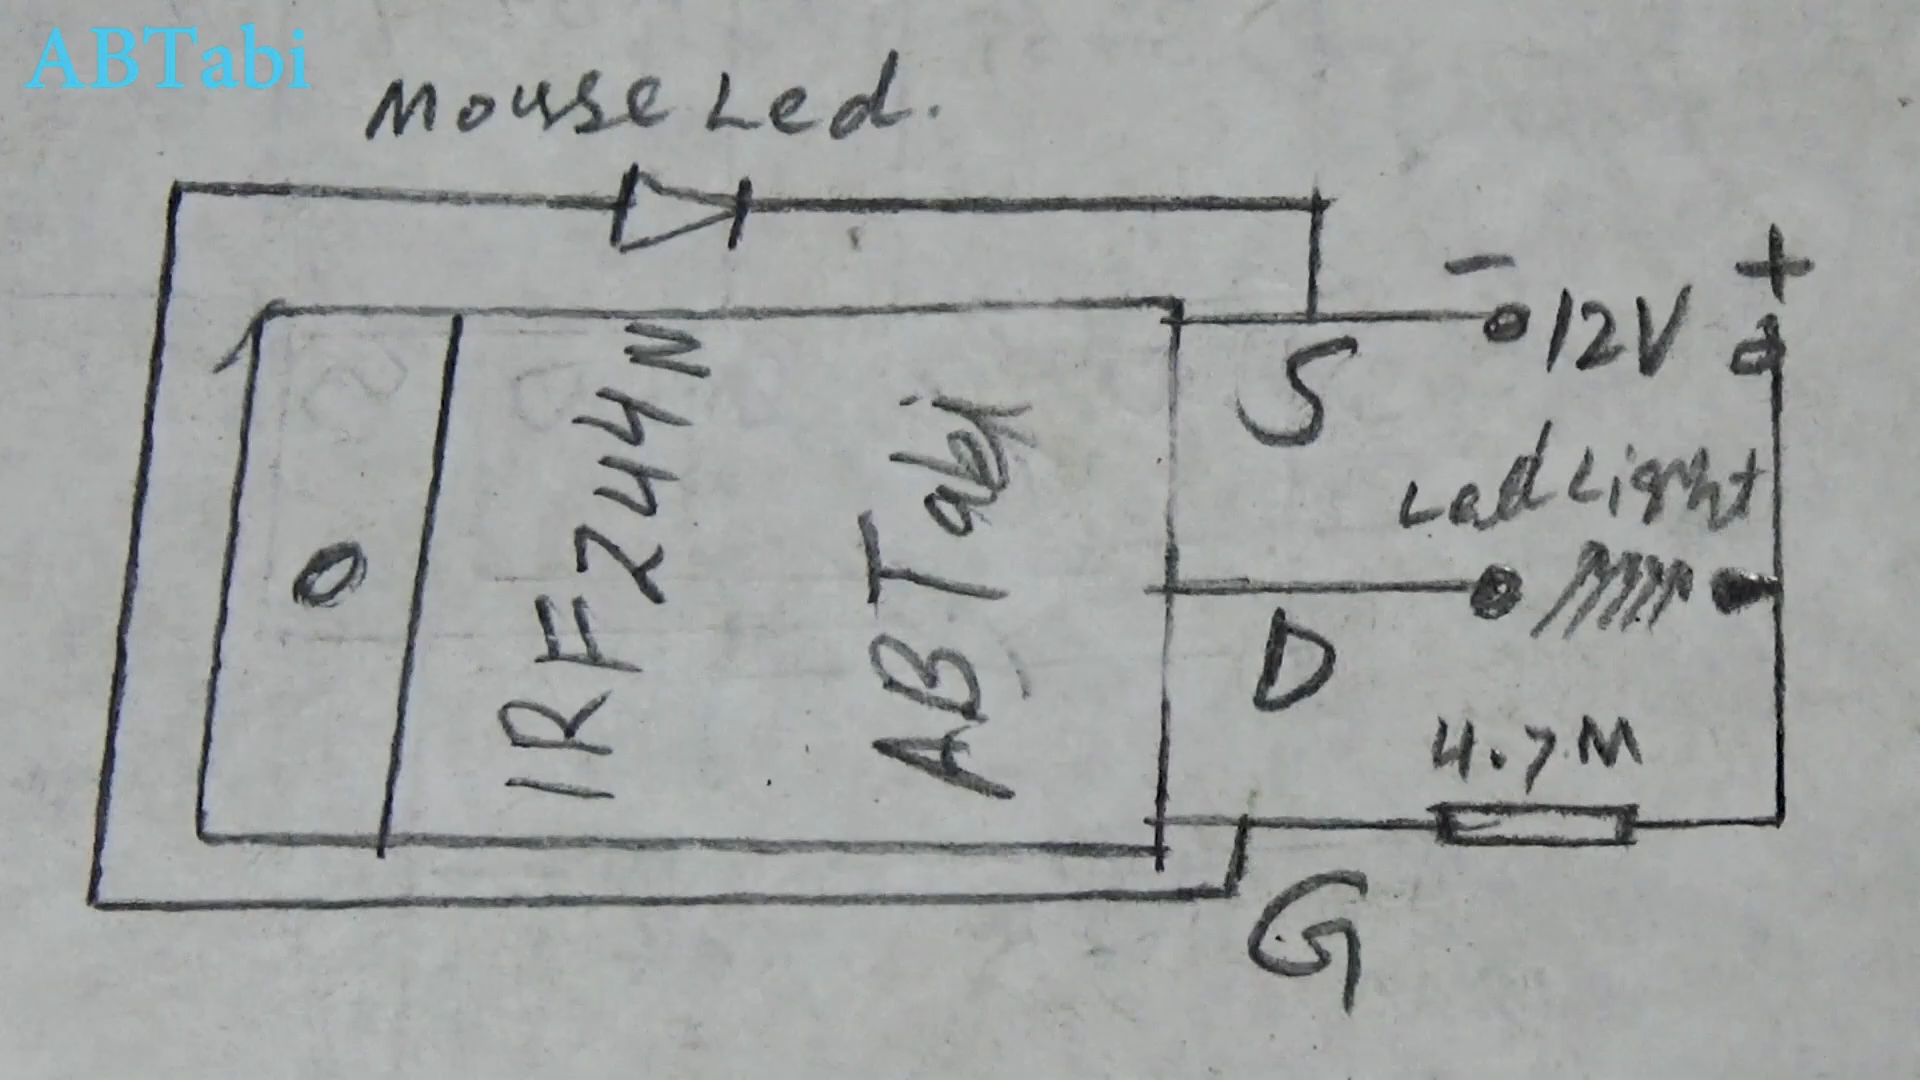 ABTabi
Mouse Led.
- 12V +
S
Led Light
D
4.7M
G
IRFZ44N
ABTabi